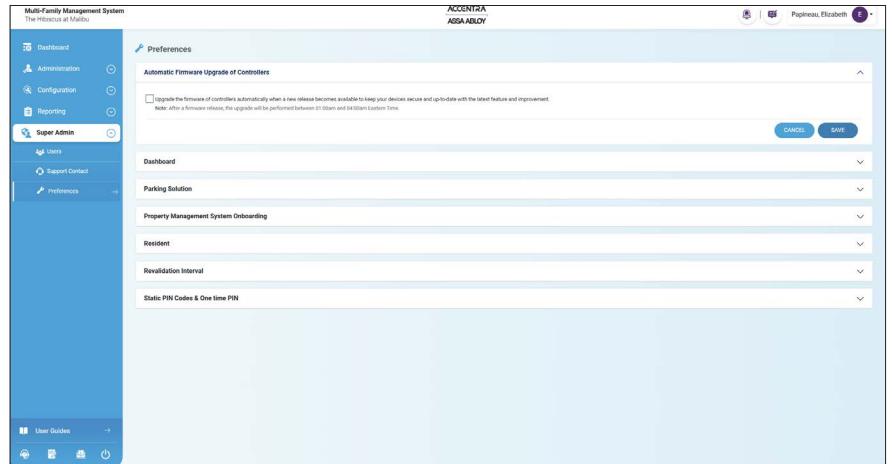 Multi-Family Management System
The Hibiscus at Malibu
ACCENTRA
ASSA ABLOY
Papineau, Elizabeth
E
Dashboard
Administration
Configuration
Reporting
Super Admin
Users
Support Contact
Preferences
User Guides
Preferences
Automatic Firmware Upgrade of Controllers
Upgrade the firmware of controllers automatically when a new release becomes available to keep your devices secure and up-to-date with the latest feature and improvement.
Note: After a firmware release, the upgrade will be performed between 01:00am and 04:00am Eastern Time.
CANCEL
SAVE
Dashboard
Parking Solution
Property Management System Onboarding
Resident
Revalidation Interval
Static PIN Codes & One time PIN